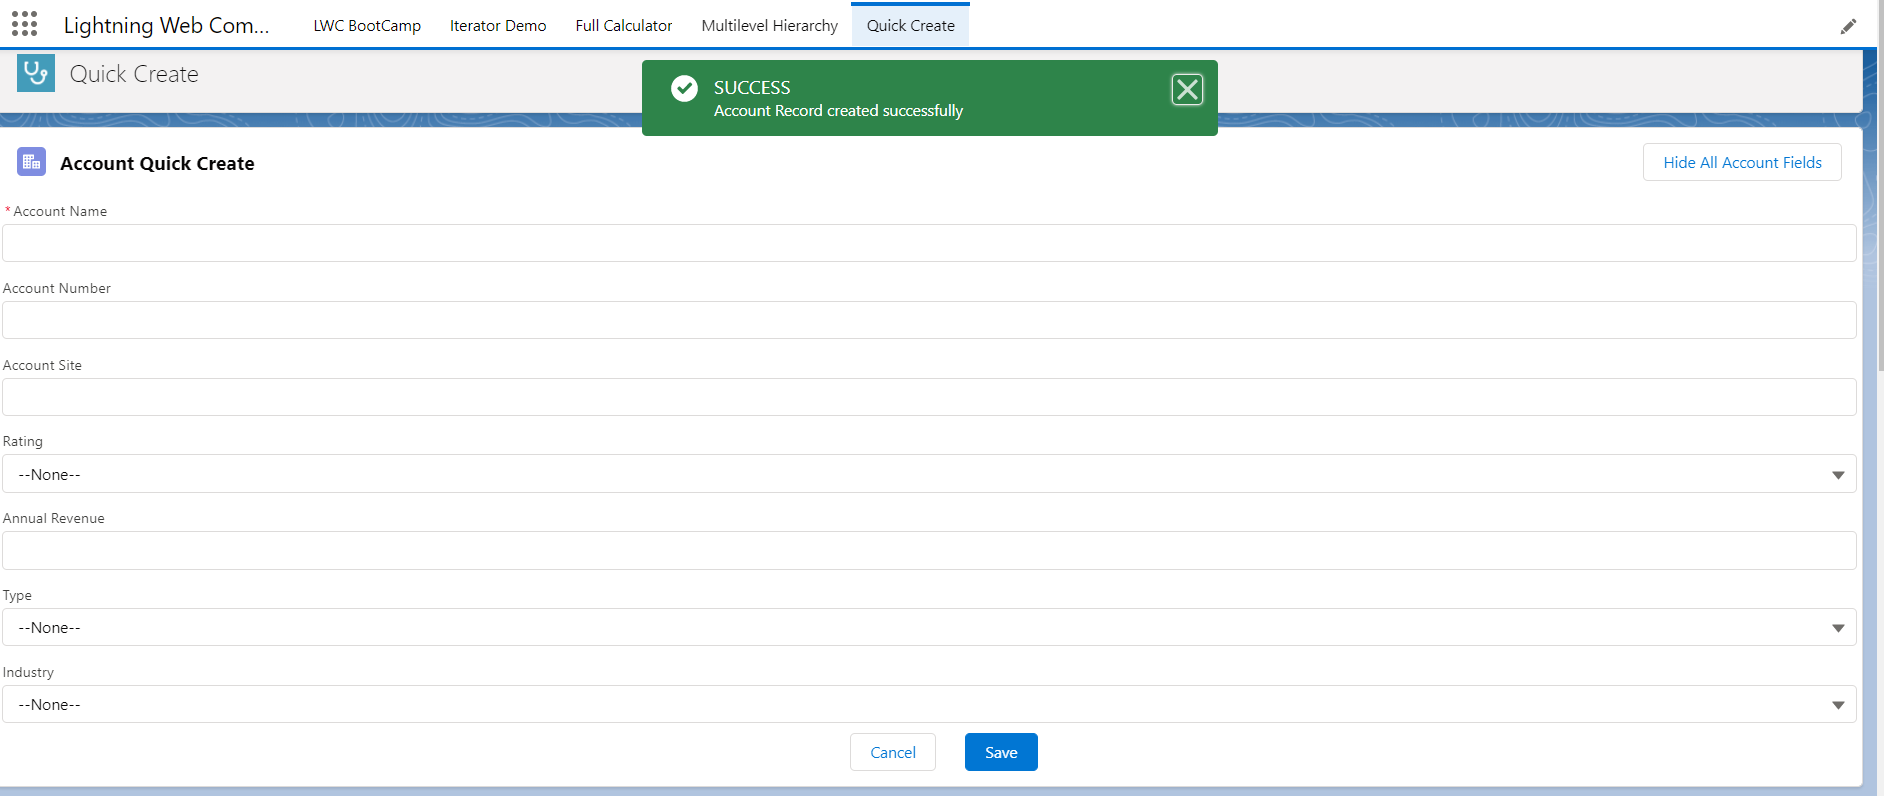 Lightning Web Com... LWC BootCamp Iterator Demo Full Calculator Multilevel Hierarchy Quick Create
Quick Create
SUCCESS
Account Record created successfully
Account Quick Create
Hide All Account Fields
* Account Name
Account Number
Account Site
Rating
--None--
Annual Revenue
Type
--None--
Industry
--None--
Cancel Save